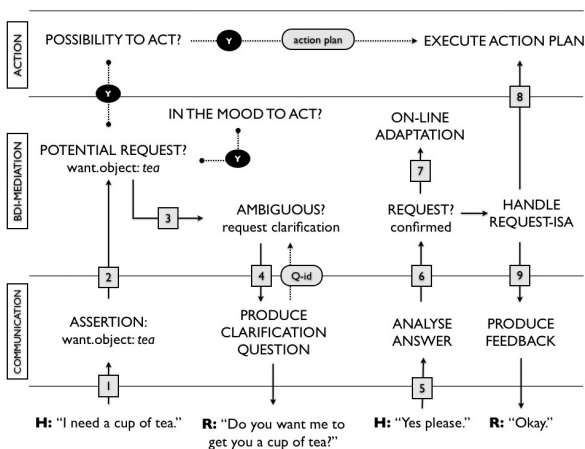 ACTION
POSSIBILITY TO ACT?
Y
action plan
EXECUTE ACTION PLAN
Y
8
BDI-MEDIATION
IN THE MOOD TO ACT?
Y
POTENTIAL REQUEST?
want.object: tea
3
AMBIGUOUS?
request clarification
ON-LINE
ADAPTATION
7
REQUEST?
confirmed
HANDLE
REQUEST-ISA
2
4
Q-id
6
9
COMMUNICATION
ASSERTION:
want.object: tea
PRODUCE
CLARIFICATION
QUESTION
ANALYSE
ANSWER
PRODUCE
FEEDBACK
1
5
H: “I need a cup of tea.”
R: “Do you want me to
get you a cup of tea?”
H: “Yes please.”
R: “Okay.”